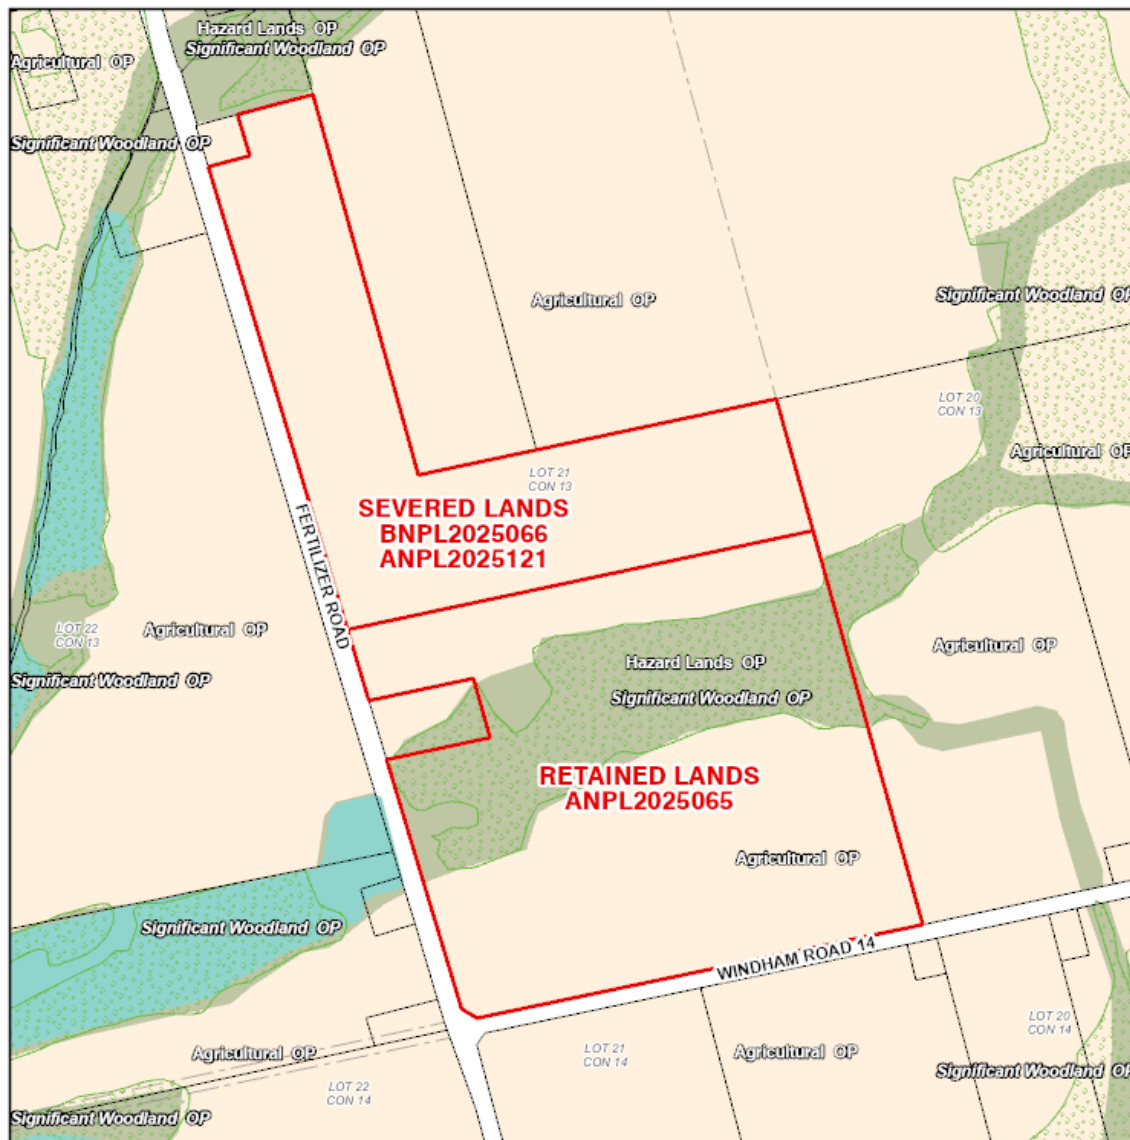 Hazard Lands OP
Significant Woodland OP
Agricultural OP
Significant Woodland OP
Agricultural OP
Significant Woodland OP
LOT 20
CON 13
Agricultural OP
LOT 21
CON 13
SEVERED LANDS
BNPL2025066
ANPL2025121
FERTILIZER ROAD
LOT 22
CON 13
Agricultural OP
Significant Woodland OP
Hazard Lands OP
Significant Woodland OP
Agricultural OP
RETAINED LANDS
ANPL2025065
Agricultural OP
Significant Woodland OP
WINDHAM ROAD 14
Agricultural OP
LOT 22
CON 14
LOT 21
CON 14
Agricultural OP
LOT 20
CON 14
Significant Woodland OP
Significant Woodland OP